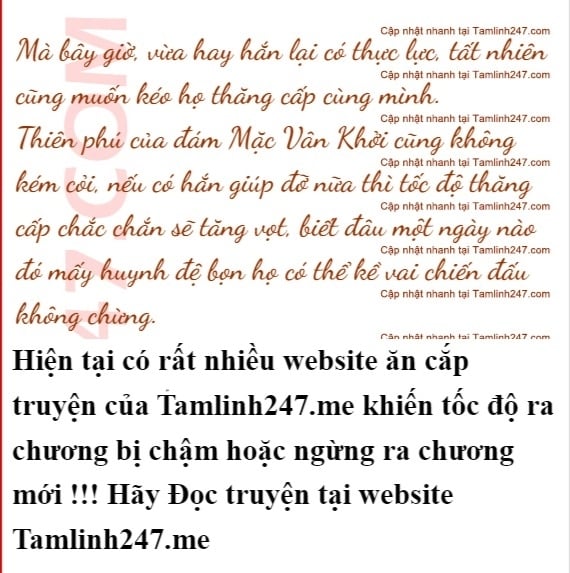 Cập nhật nhanh tại Tamlinh247.com
Mà bây giờ, vừa hay hắn lại có thực lực, tất nhiên
Cập nhật nhanh tại Tamlinh247.com
cũng muốn kéo họ thăng cấp cùng mình.
Cập nhật nhanh tại Tamlinh247.com
Thiên phú của đám Mặc Vân Khởi cũng không
Cập nhật nhanh tại Tamlinh247.com
kém cỏi, nếu có hắn giúp đỡ nữa thì tốc độ thăng
Cập nhật nhanh tại Tamlinh247.com
cấp chắc chắn sẽ tăng vọt, biết đâu một ngày nào
Cập nhật nhanh tại Tamlinh247.com
đó mấy huynh đệ bọn họ có thể kề vai chiến đấu
Cập nhật nhanh tại Tamlinh247.com
không chừng.
Cập nhật nhanh tại Tamlinh247.com
47.COM
Hiện tại có rất nhiều website ăn cắp
truyện của Tamlinh247.me khiến tốc độ ra
chương bị chậm hoặc ngừng ra chương
mới !!! Hãy Đọc truyện tại website
Tamlinh247.me